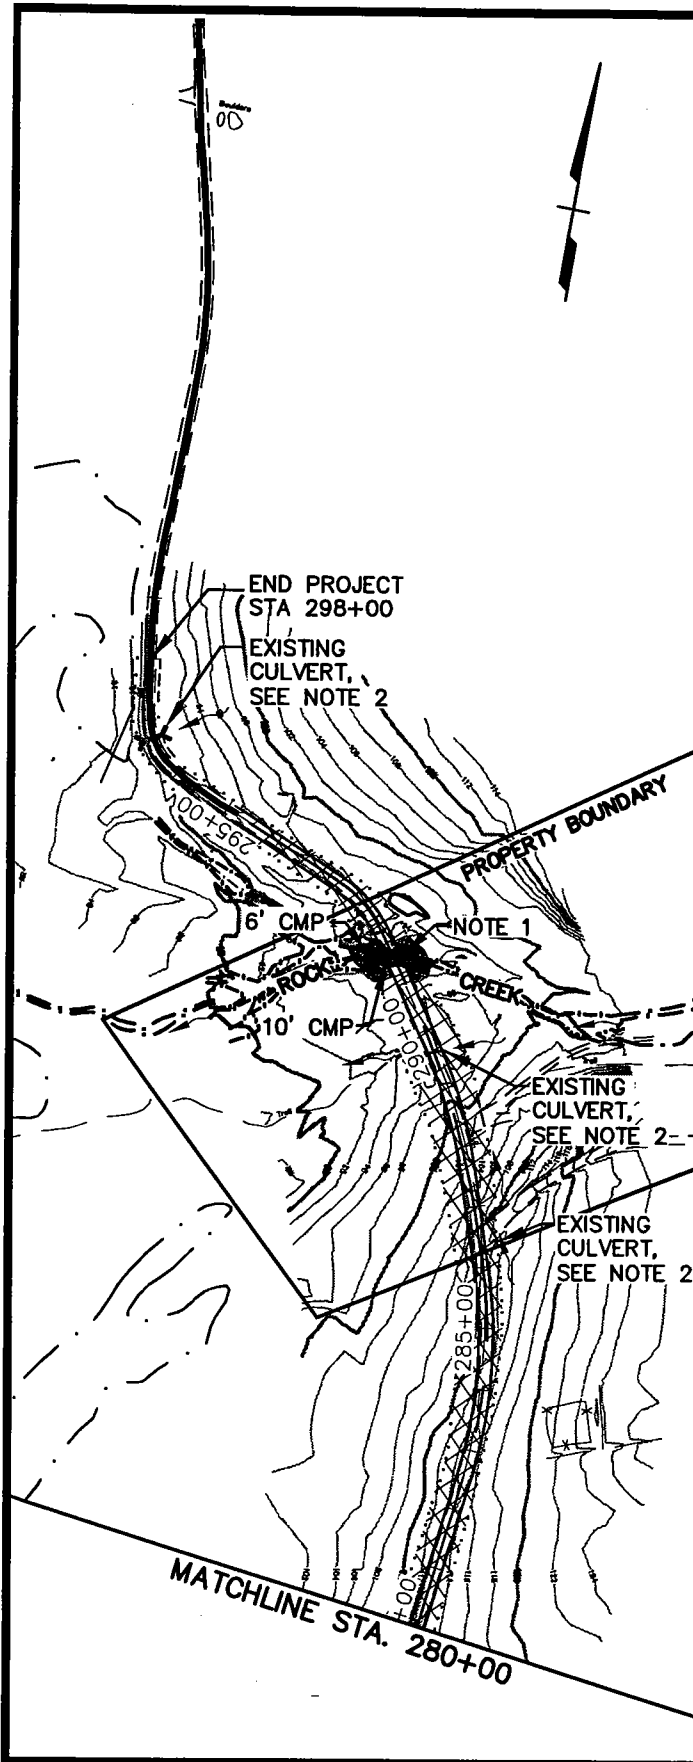 Boulders
END PROJECT
STA 298+00
EXISTING
CULVERT,
SEE NOTE 2
295+00
PROPERTY BOUNDARY
6' CMP
NOTE 1
ROCK
CREEK
10' CMP
290+00
EXISTING
CULVERT,
SEE NOTE 2
EXISTING
CULVERT,
SEE NOTE 2
285+00
+00
MATCHLINE STA. 280+00